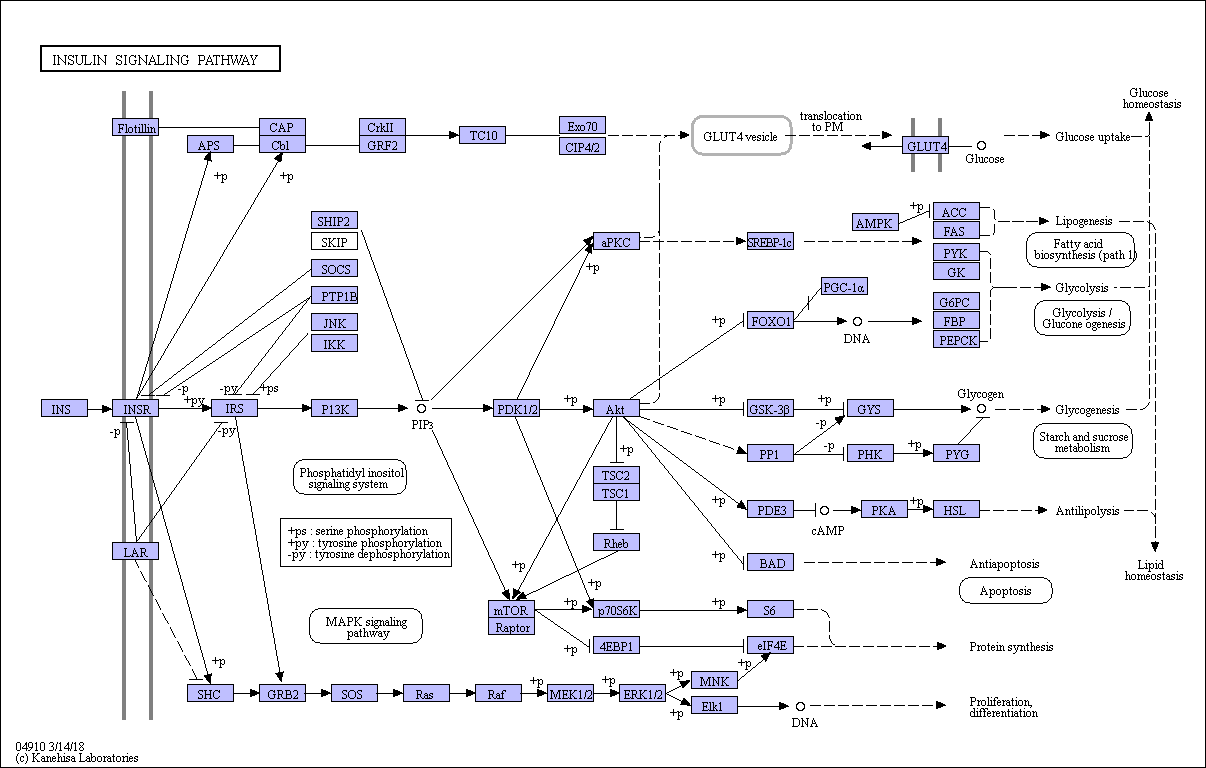 INSULIN SIGNALING PATHWAY
Glucose
homeostasis
Flotillin
CAP
APS
Cbl
CrkII
GRF2
TC10
Exo70
CIP4/2
GLUT4 vesicle
translocation
to PM
GLUT4
Glucose
Glucose uptake
+p
+p
SHIP2
SKIP
SOCS
PTP1B
JNK
IKK
aPKC
+p
SREBP-1c
AMPK
+p
ACC
FAS
PYK
GK
G6PC
FBP
PEPCK
Lipogenesis
Fatty acid
biosynthesis (path 1)
Glycolysis
Glycolysis /
Glucone ogenesis
PGC-1α
+p
FOXO1
DNA
-p
+py
-py
+ps
INS
INSR
IRS
P13K
PIP3
PDK1/2
+p
Akt
+p
GSK-3β
+p
GYS
Glycogen
Glycogenesis
-p
-py
-p
-p
PP1
PHK
+p
PYG
Starch and sucrose
metabolism
+p
TSC2
TSC1
Phosphatidyl inositol
signaling system
+p
PDE3
cAMP
PKA
+p
HSL
Antilipolysis
+ps : serine phosphorylation
+py : tyrosine phosphorylation
-py : tyrosine dephosphorylation
LAR
Rheb
+p
+p
BAD
Antiapoptosis
Apoptosis
Lipid
homeostasis
+p
mTOR
Raptor
+p
p70S6K
+p
S6
+p
4EBP1
eIF4E
Protein synthesis
MAPK signaling
pathway
+p
SHC
GRB2
SOS
Ras
Raf
+p
MEK1/2
+p
ERK1/2
+p
MNK
+p
+p
Elk1
DNA
Proliferation,
differentiation
04910 3/14/18
(c) Kanehisa Laboratories